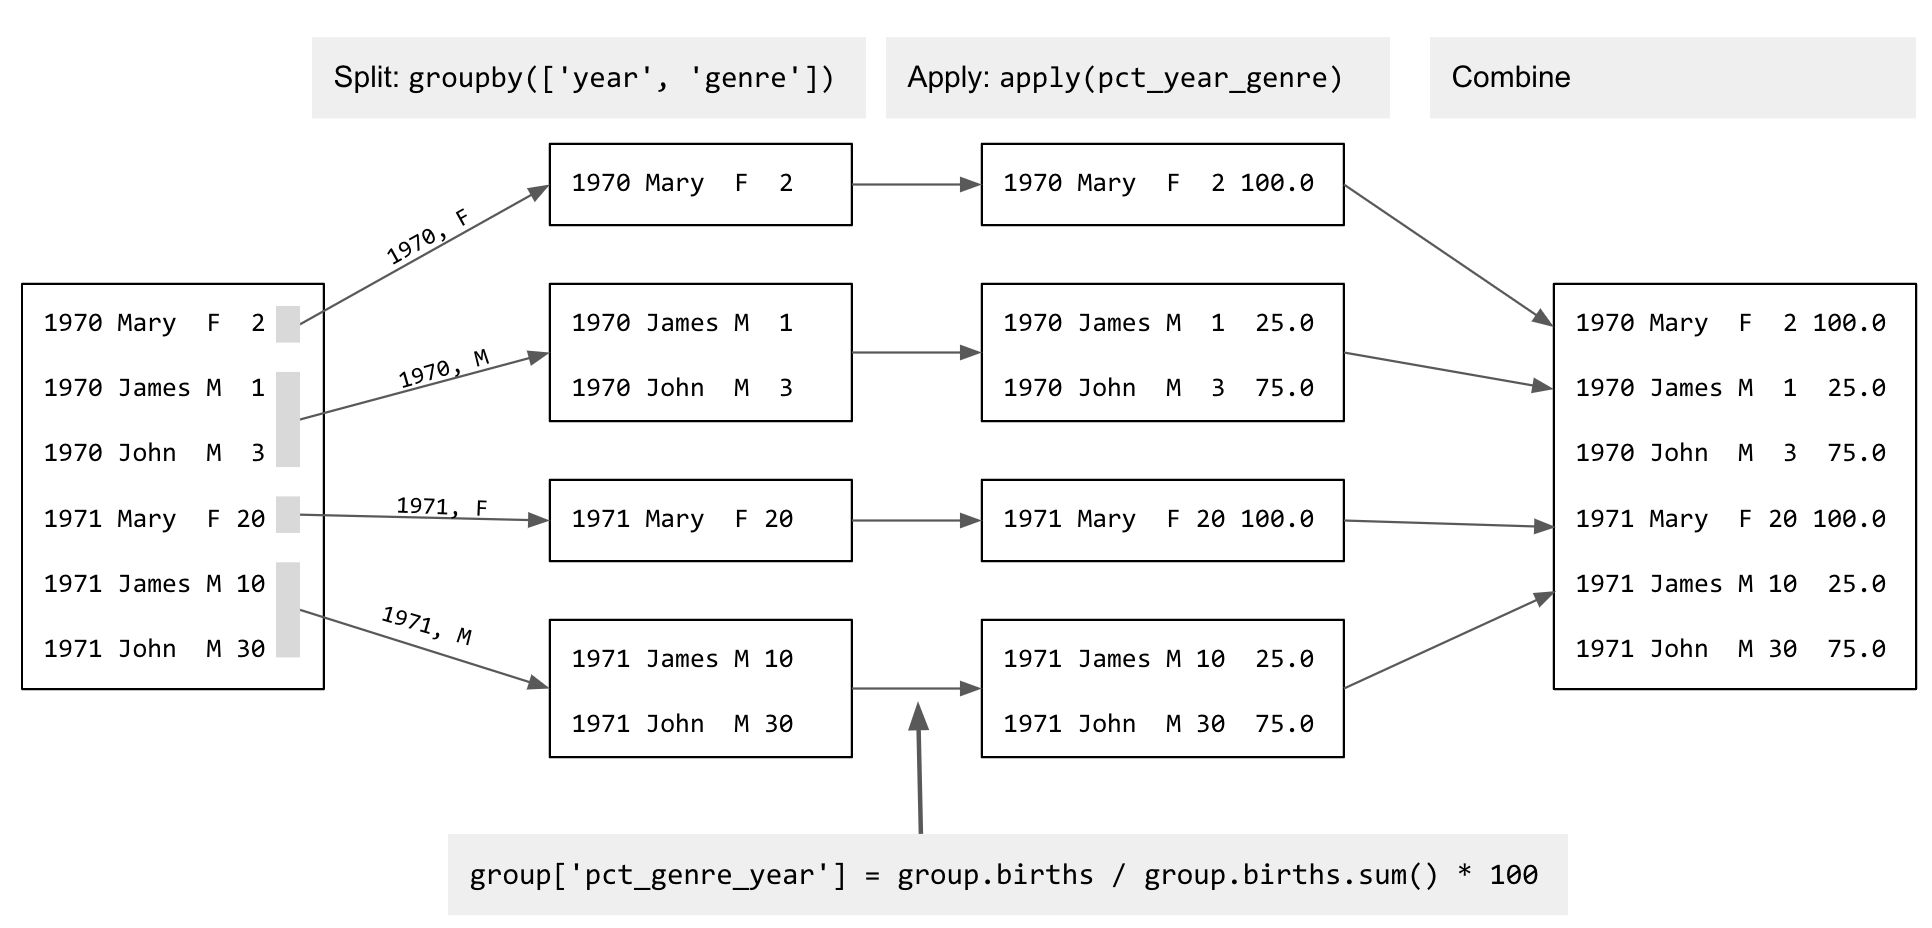 Split: groupby(['year', 'genre'])
Apply: apply(pct_year_genre)
Combine
1970 Mary  F  2
1970 James M  1
1970 John  M  3
1971 Mary  F 20
1971 James M 10
1971 John  M 30
1970, F
1970, M
1971, F
1971, M
1970 Mary  F  2
1970 James M  1
1970 John  M  3
1971 Mary  F 20
1971 James M 10
1971 John  M 30
1970 Mary  F  2 100.0
1970 James M  1  25.0
1970 John  M  3  75.0
1971 Mary  F 20 100.0
1971 James M 10  25.0
1971 John  M 30  75.0
1970 Mary  F  2 100.0
1970 James M  1  25.0
1970 John  M  3  75.0
1971 Mary  F 20 100.0
1971 James M 10  25.0
1971 John  M 30  75.0
group['pct_genre_year'] = group.births / group.births.sum() * 100